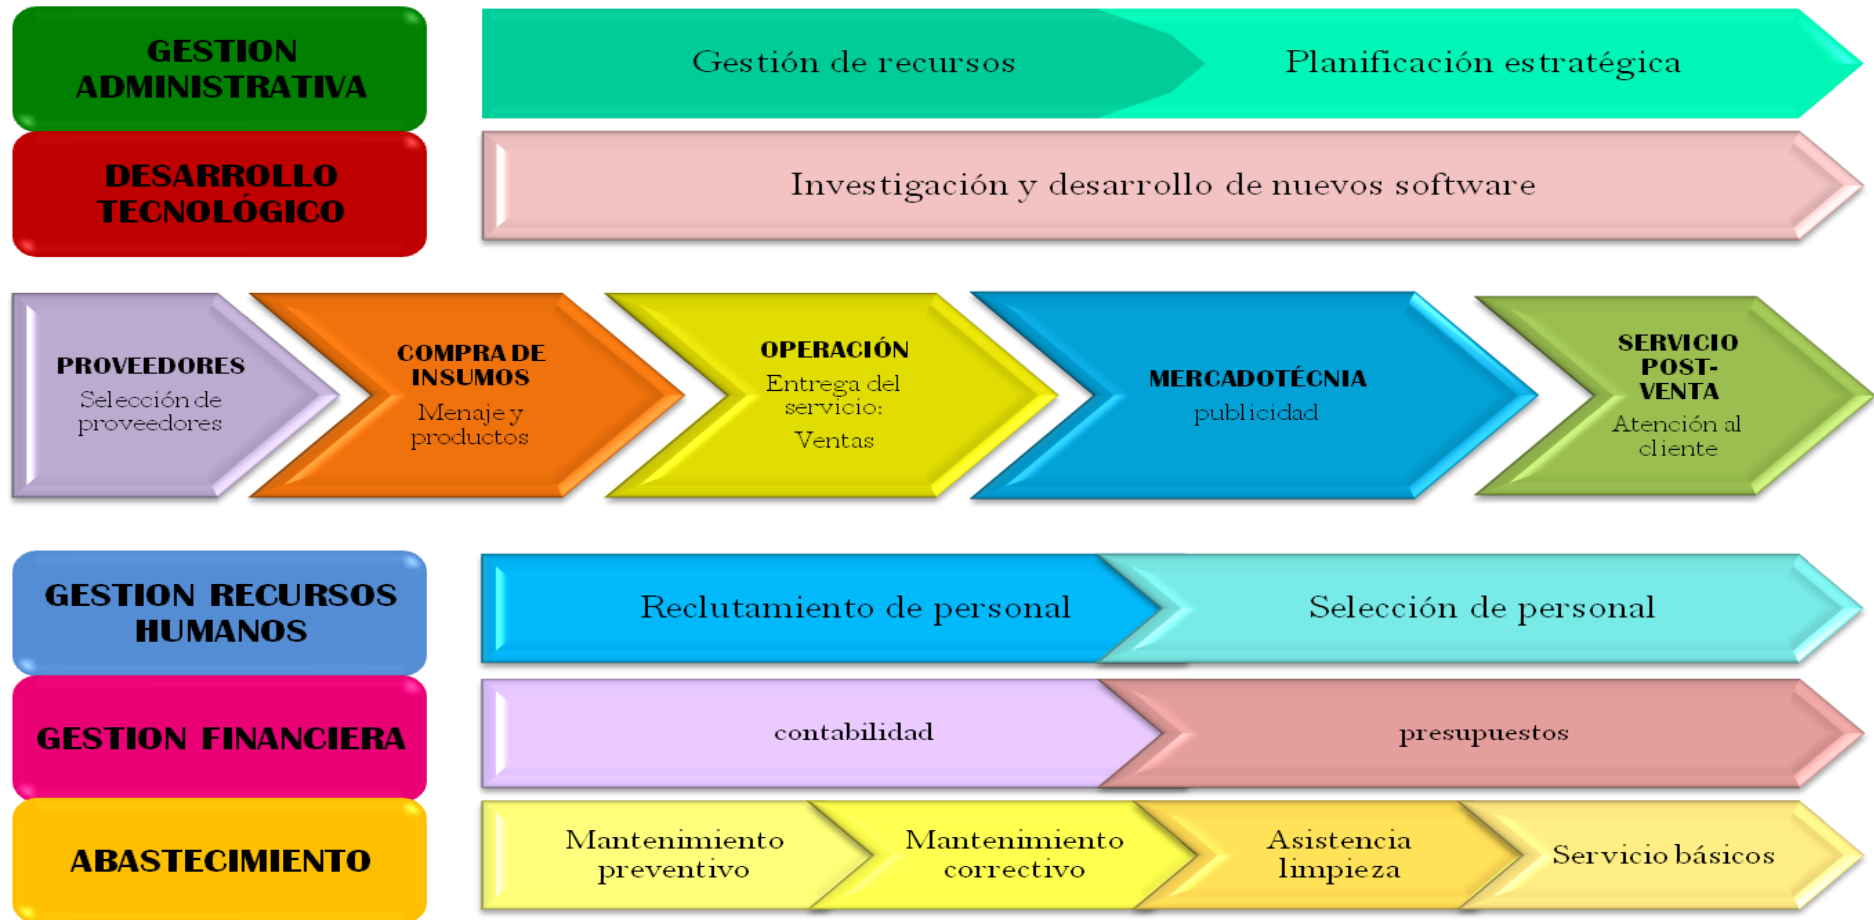 GESTION
ADMINISTRATIVA
Gestión de recursos
Planificación estratégica
DESARROLLO
TECNOLÓGICO
Investigación y desarrollo de nuevos software
PROVEEDORES
Selección de
proveedores
COMPRA DE
INSUMOS
Menaje y
productos
OPERACIÓN
Entrega del
servicio:
Ventas
MERCADOTÉCNIA
publicidad
SERVICIO
POST-
VENTA
Atención al
cliente
GESTION RECURSOS
HUMANOS
Reclutamiento de personal
Selección de personal
GESTION FINANCIERA
contabilidad
presupuestos
ABASTECIMIENTO
Mantenimiento
preventivo
Mantenimiento
correctivo
Asistencia
limpieza
Servicio básicos